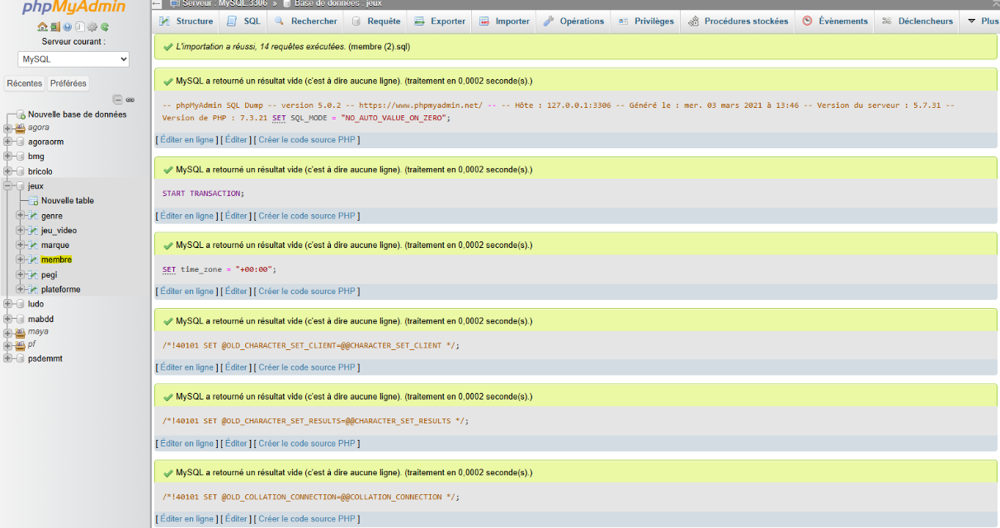 phpMyAdmin
Serveur courant :
MySQL
Récentes Préférées
Nouvelle base de données
agora
agoraorm
bmg
bricolo
jeux
Nouvelle table
genre
jeu_video
marque
membre
pegi
plateforme
ludo
mabdd
maya
pf
psdemmt
Serveur : MySQL:3306 » Base de données : jeux
Structure SQL Rechercher Requête Exporter Importer Opérations Privilèges Procédures stockées Évènements Déclencheurs Plus
L'importation a réussi, 14 requêtes exécutées. (membre (2).sql)
MySQL a retourné un résultat vide (c'est à dire aucune ligne). (traitement en 0,0002 seconde(s).)
-- phpMyAdmin SQL Dump -- version 5.0.2 -- https://www.phpmyadmin.net/ -- -- Hôte : 127.0.0.1:3306 -- Généré le : mer. 03 mars 2021 à 13:46 -- Version du serveur : 5.7.31 --
Version de PHP : 7.3.21 SET SQL_MODE = "NO_AUTO_VALUE_ON_ZERO";
[ Éditer en ligne ] [ Éditer ] [ Créer le code source PHP ]
MySQL a retourné un résultat vide (c'est à dire aucune ligne). (traitement en 0,0002 seconde(s).)
START TRANSACTION;
[ Éditer en ligne ] [ Éditer ] [ Créer le code source PHP ]
MySQL a retourné un résultat vide (c'est à dire aucune ligne). (traitement en 0,0002 seconde(s).)
SET time_zone = "+00:00";
[ Éditer en ligne ] [ Éditer ] [ Créer le code source PHP ]
MySQL a retourné un résultat vide (c'est à dire aucune ligne). (traitement en 0,0002 seconde(s).)
/*!40101 SET @OLD_CHARACTER_SET_CLIENT=@@CHARACTER_SET_CLIENT */;
[ Éditer en ligne ] [ Éditer ] [ Créer le code source PHP ]
MySQL a retourné un résultat vide (c'est à dire aucune ligne). (traitement en 0,0002 seconde(s).)
/*!40101 SET @OLD_CHARACTER_SET_RESULTS=@@CHARACTER_SET_RESULTS */;
[ Éditer en ligne ] [ Éditer ] [ Créer le code source PHP ]
MySQL a retourné un résultat vide (c'est à dire aucune ligne). (traitement en 0,0002 seconde(s).)
/*!40101 SET @OLD_COLLATION_CONNECTION=@@COLLATION_CONNECTION */;
[ Éditer en ligne ] [ Éditer ] [ Créer le code source PHP ]